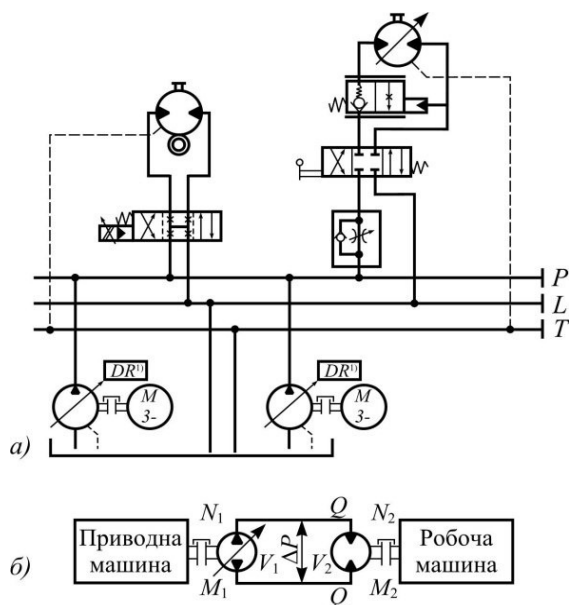 P
L
T
DR¹⁾
M
3-
DR¹⁾
M
3-
а)
Приводна
машина
N₁
M₁
V₁
ΔP
Q
Q
V₂
N₂
M₂
Робоча
машина
б)